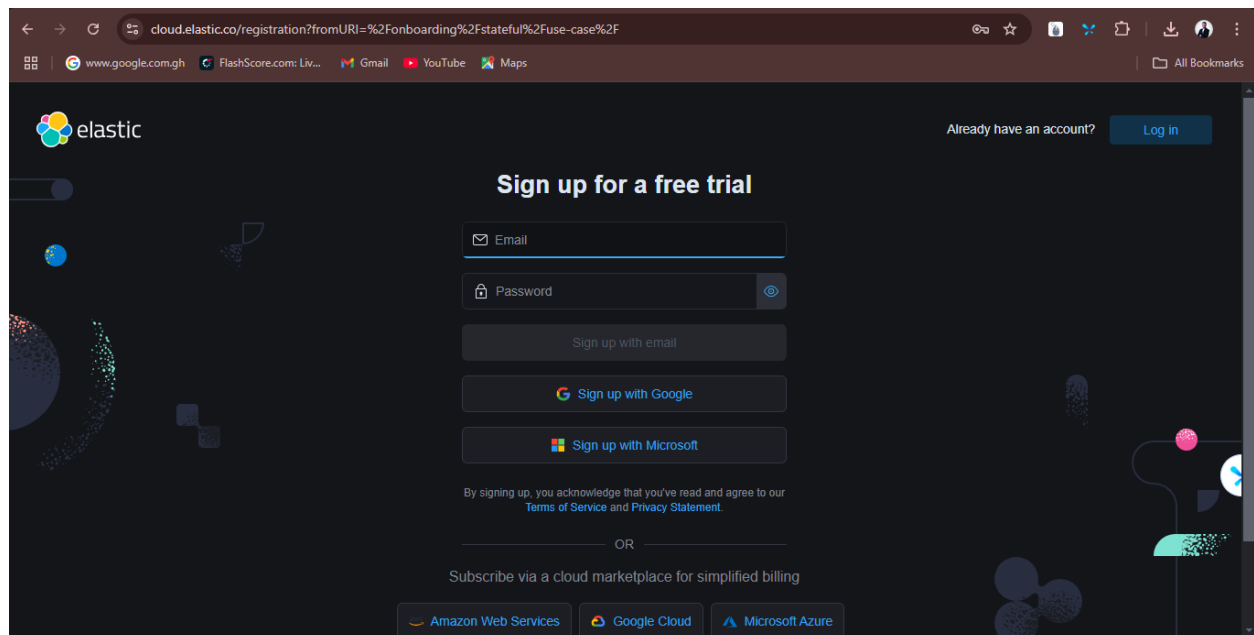 cloud.elastic.co/registration?fromURI=%2Fonboarding%2Fstateful%2Fuse-case%2F
www.google.com.gh FlashScore.com: Liv... Gmail YouTube Maps All Bookmarks
elastic
Already have an account? Log in
Sign up for a free trial
Email
Password
Sign up with email
Sign up with Google
Sign up with Microsoft
By signing up, you acknowledge that you've read and agree to our
Terms of Service and Privacy Statement.
OR
Subscribe via a cloud marketplace for simplified billing
Amazon Web Services Google Cloud Microsoft Azure